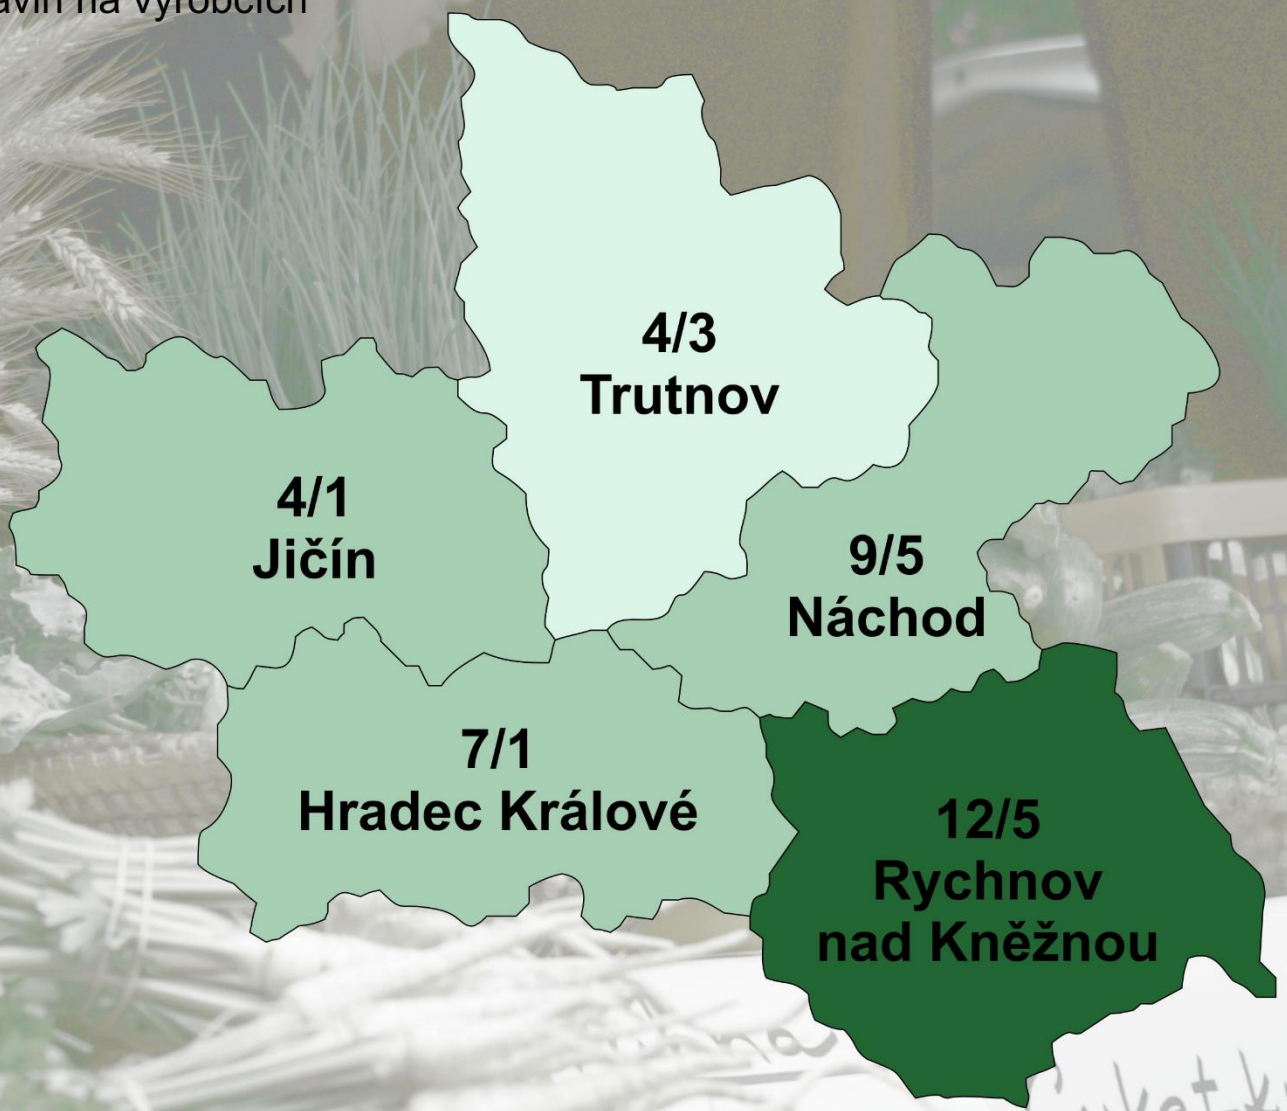 na výrobcích
4/3
Trutnov
4/1
Jičín
9/5
Náchod
7/1
Hradec Králové
12/5
Rychnov
nad Kněžnou